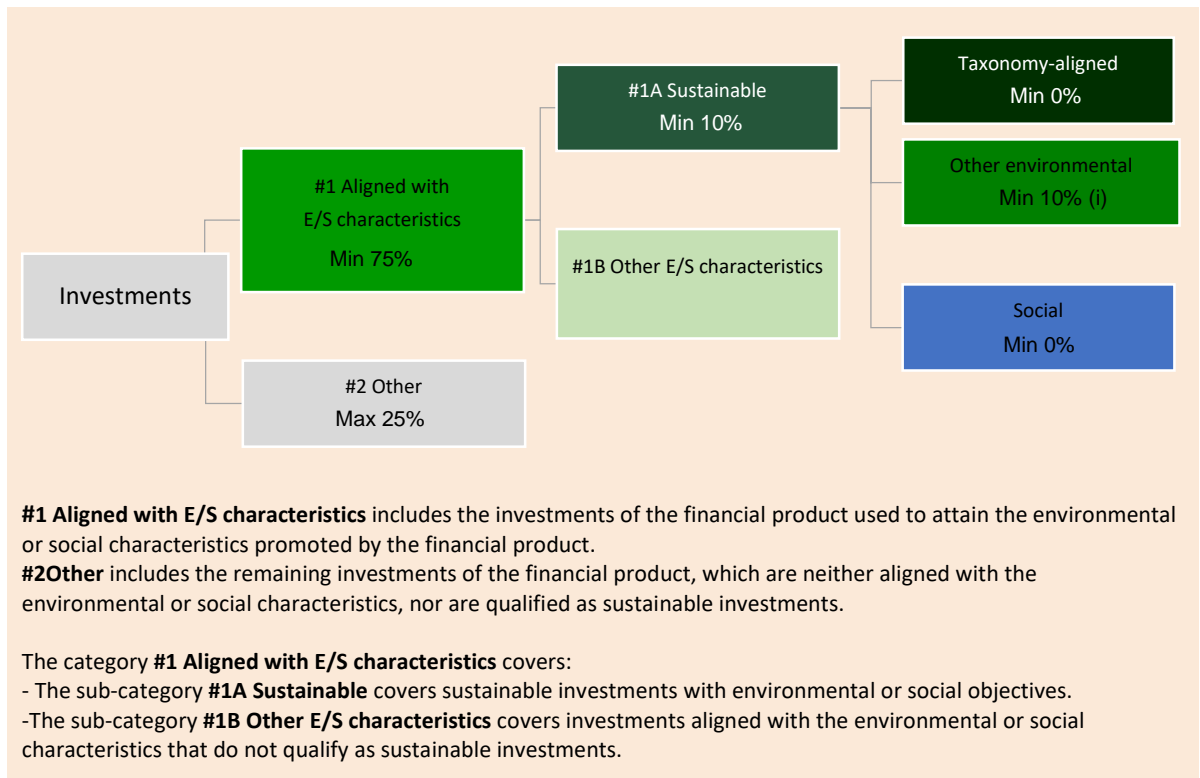 Investments
#1 Aligned with
E/S characteristics
Min 75%
#2 Other
Max 25%
#1A Sustainable
Min 10%
#1B Other E/S characteristics
Taxonomy-aligned
Min 0%
Other environmental
Min 10% (i)
Social
Min 0%
#1 Aligned with E/S characteristics includes the investments of the financial product used to attain the environmental
or social characteristics promoted by the financial product.
#2Other includes the remaining investments of the financial product, which are neither aligned with the
environmental or social characteristics, nor are qualified as sustainable investments.
The category #1 Aligned with E/S characteristics covers:
- The sub-category #1A Sustainable covers sustainable investments with environmental or social objectives.
-The sub-category #1B Other E/S characteristics covers investments aligned with the environmental or social
characteristics that do not qualify as sustainable investments.